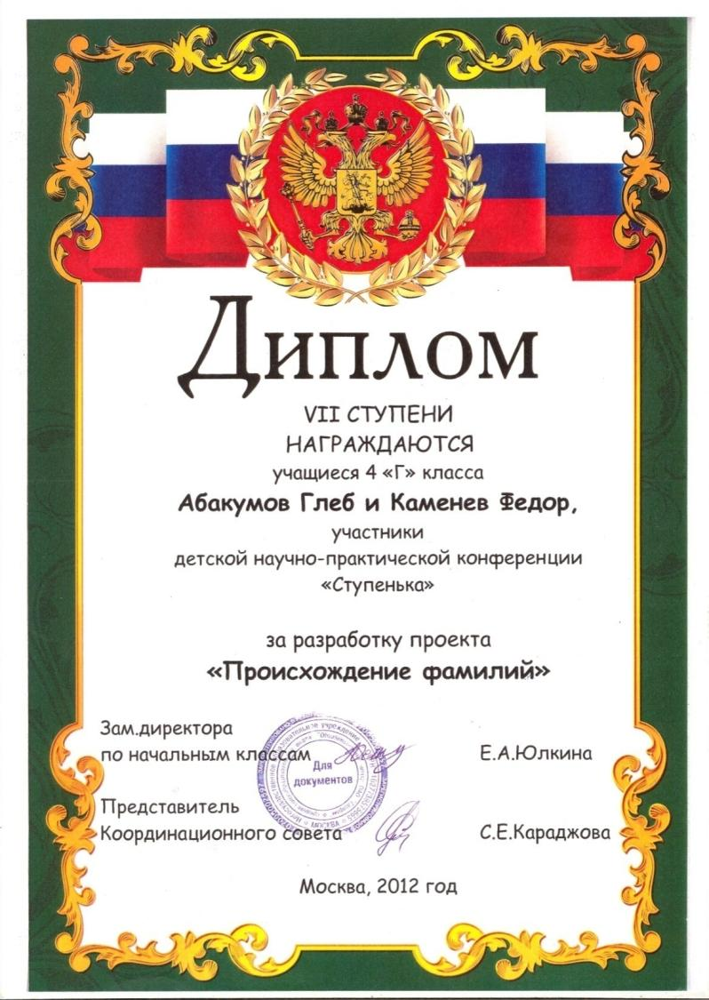 Диплом
VII СТУПЕНИ
НАГРАЖДАЮТСЯ
учащиеся 4 «Г» класса
Абакумов Глеб и Каменев Федор,
участники
детской научно-практической конференции
«Ступенька»
за разработку проекта
«Происхождение фамилий»
Зам.директора
по начальным классам
Е.А.Юлкина
Для
документов
МОСКВА
Представитель
Координационного совета
С.Е.Караджова
Москва, 2012 год